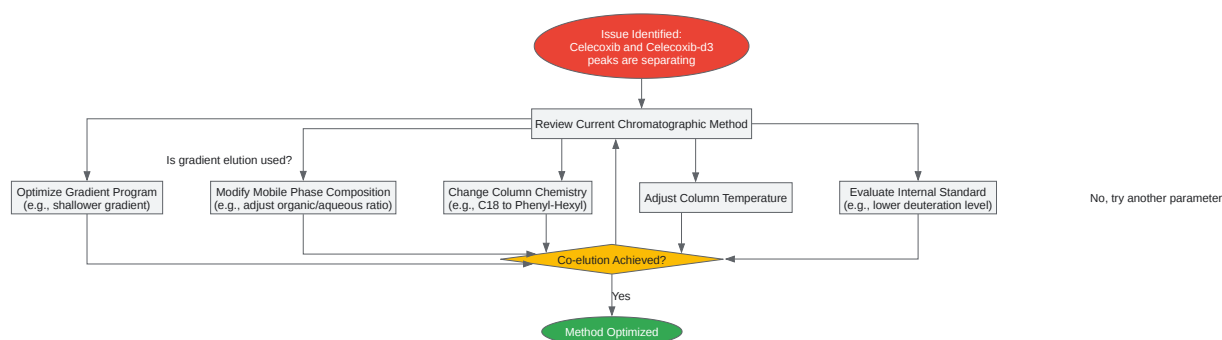 Issue Identified:
Celecoxib and Celecoxib-d3
peaks are separating
Review Current Chromatographic Method
Is gradient elution used?
Optimize Gradient Program
(e.g., shallower gradient)
Modify Mobile Phase Composition
(e.g., adjust organic/aqueous ratio)
Change Column Chemistry
(e.g., C18 to Phenyl-Hexyl)
Adjust Column Temperature
Evaluate Internal Standard
(e.g., lower deuteration level)
No, try another parameter
Co-elution Achieved?
Yes
Method Optimized